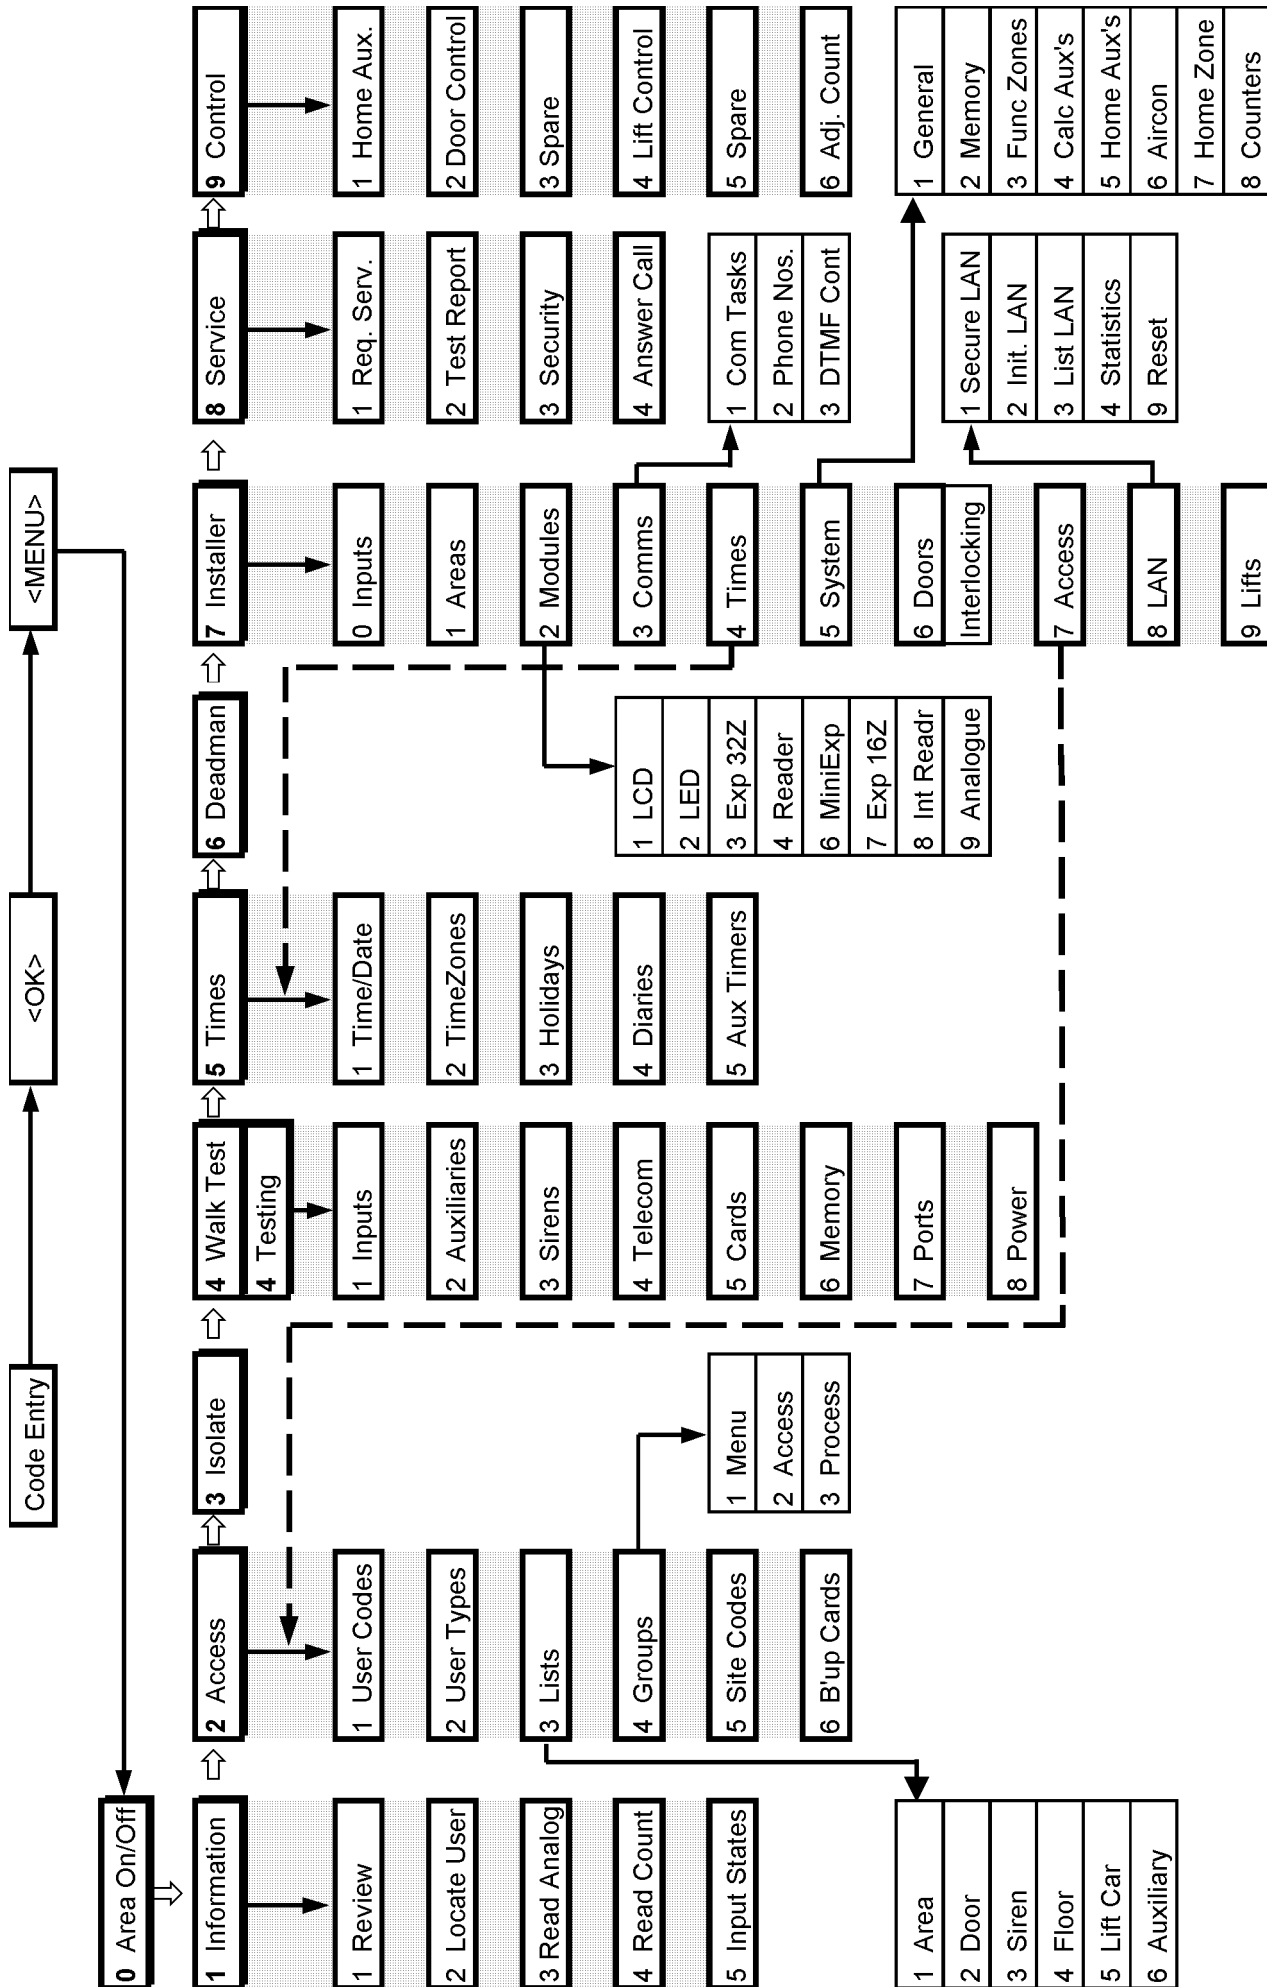 Code Entry
<OK>
<MENU>
0 Area On/Off
1 Information
1 Review
2 Locate User
3 Read Analog
4 Read Count
5 Input States
2 Access
1 User Codes
2 User Types
3 Lists
4 Groups
5 Site Codes
6 B'up Cards
1 Area
2 Door
3 Siren
4 Floor
5 Lift Car
6 Auxiliary
1 Menu
2 Access
3 Process
3 Isolate
4 Walk Test
4 Testing
1 Inputs
2 Auxiliaries
3 Sirens
4 Telecom
5 Cards
6 Memory
7 Ports
8 Power
5 Times
1 Time/Date
2 TimeZones
3 Holidays
4 Diaries
5 Aux Timers
6 Deadman
7 Installer
0 Inputs
1 Areas
2 Modules
3 Comms
4 Times
5 System
6 Doors
Interlocking
7 Access
8 LAN
9 Lifts
1 LCD
2 LED
3 Exp 32Z
4 Reader
6 MiniExp
7 Exp 16Z
8 Int Readr
9 Analogue
8 Service
1 Req. Serv.
2 Test Report
3 Security
4 Answer Call
1 Com Tasks
2 Phone Nos.
3 DTMF Cont
1 Secure LAN
2 Init. LAN
3 List LAN
4 Statistics
9 Reset
9 Control
1 Home Aux.
2 Door Control
3 Spare
4 Lift Control
5 Spare
6 Adj. Count
1 General
2 Memory
3 Func Zones
4 Calc Aux's
5 Home Aux's
6 Aircon
7 Home Zone
8 Counters